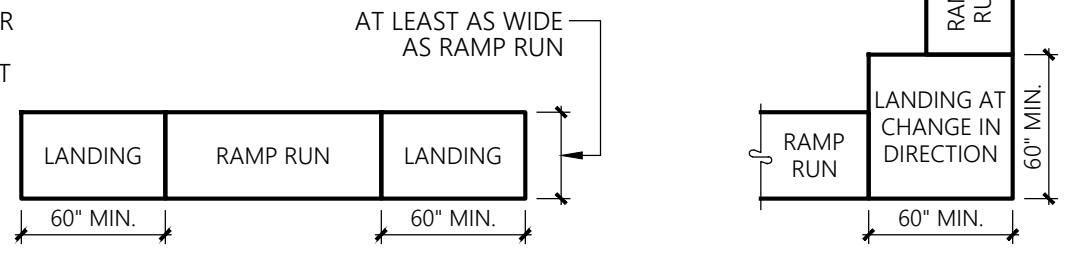 R
T
AT LEAST AS WIDE
AS RAMP RUN
LANDING
RAMP RUN
LANDING
60" MIN.
60" MIN.
RAMP
RUN
LANDING AT
CHANGE IN
DIRECTION
60" MIN.
60" MIN.